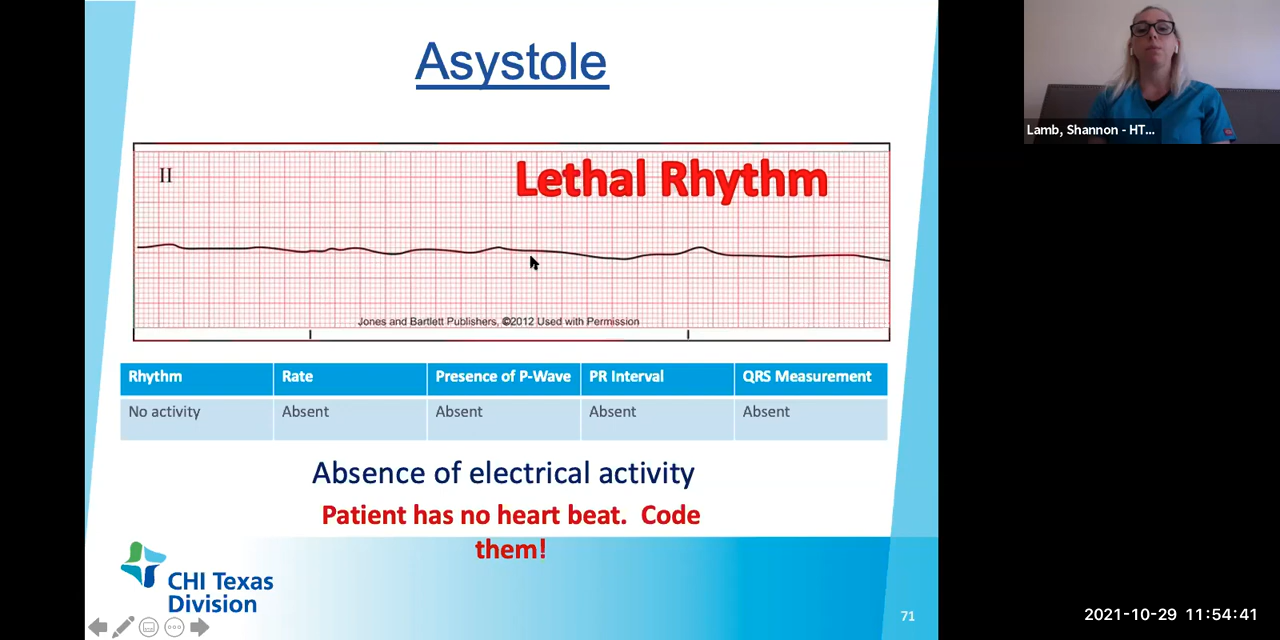 Asystole
II
Lethal Rhythm
Jones and Bartlett Publishers, ©2012 Used with Permission
Rhythm Rate Presence of P-Wave PR Interval QRS Measurement
No activity Absent Absent Absent Absent
Absence of electrical activity
Patient has no heart beat. Code
them!
CHI Texas
Division
71
Lamb, Shannon - HT...
2021-10-29 11:54:41